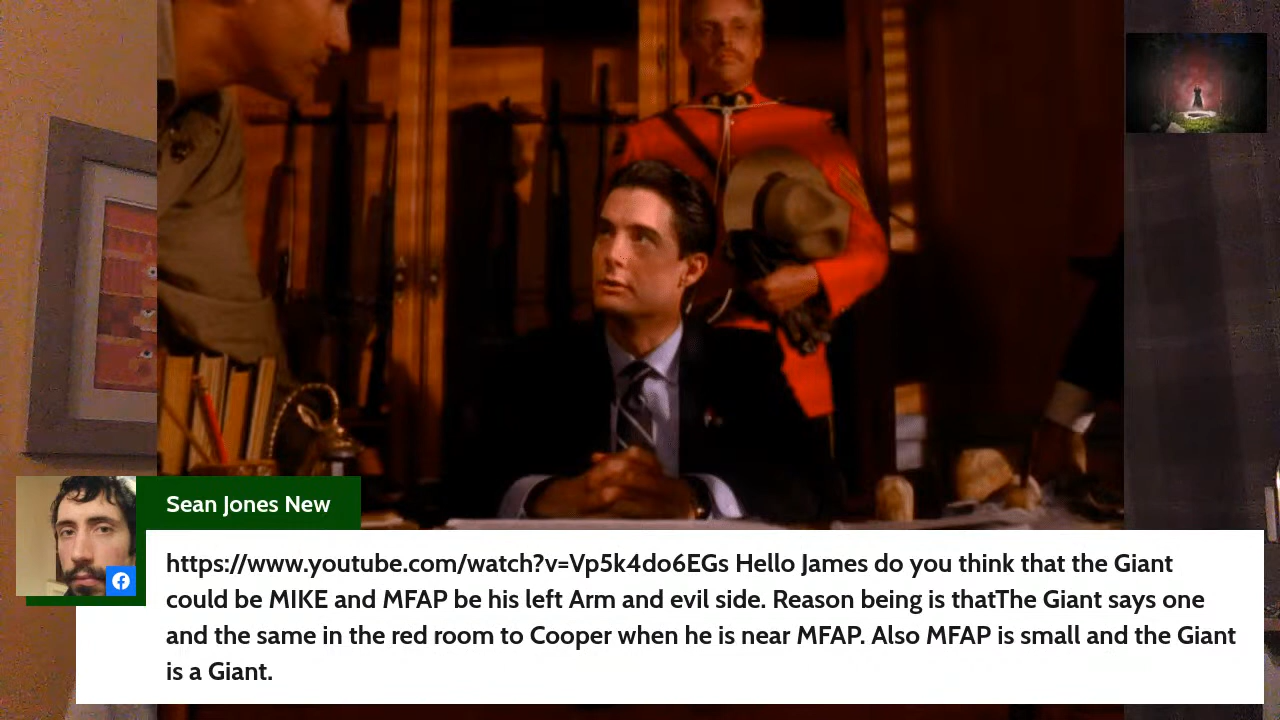 Sean Jones New
https://www.youtube.com/watch?v=Vp5k4do6EGs Hello James do you think that the Giant
could be MIKE and MFAP be his left Arm and evil side. Reason being is thatThe Giant says one
and the same in the red room to Cooper when he is near MFAP. Also MFAP is small and the Giant
is a Giant.